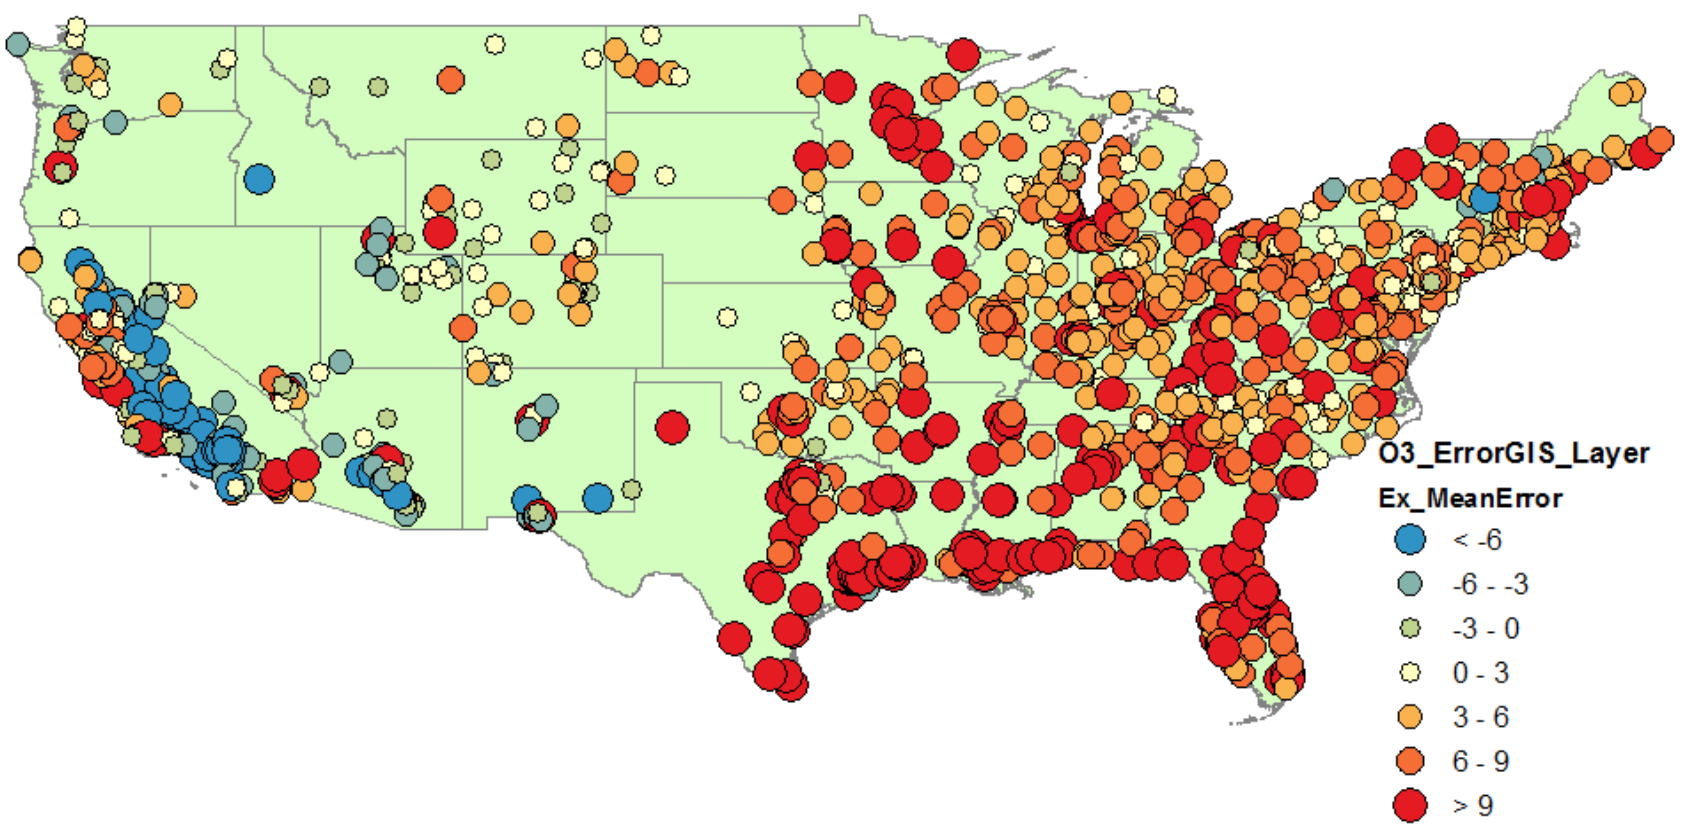 O3_ErrorGIS_Layer
Ex_MeanError
< -6
-6 - -3
-3 - 0
0 - 3
3 - 6
6 - 9
> 9